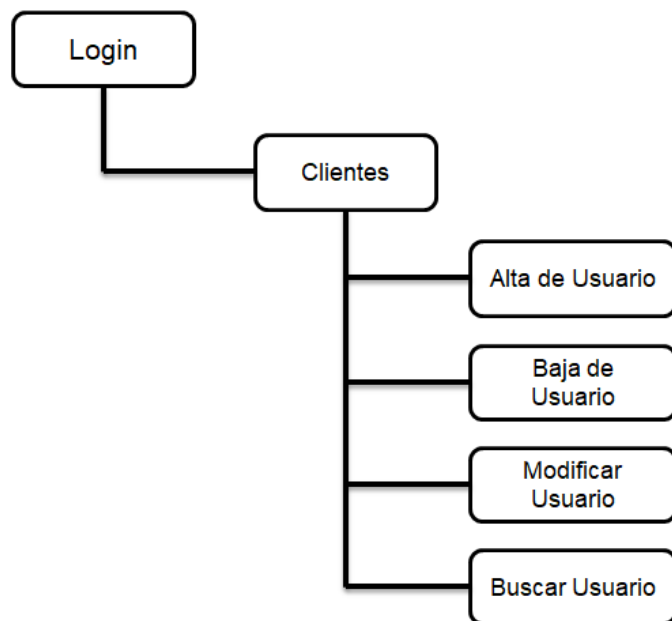 Login
Clientes
Alta de Usuario
Baja de
Usuario
Modificar
Usuario
Buscar Usuario